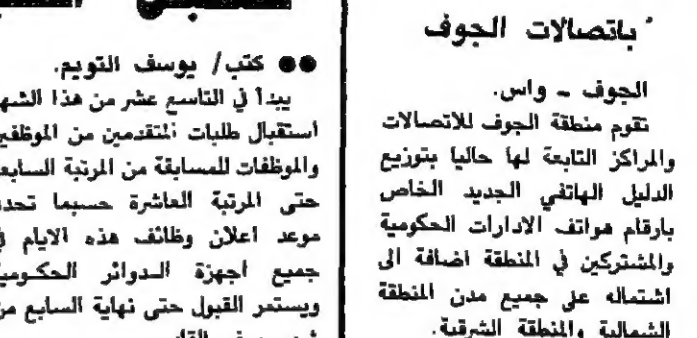 باتصالات الجوف
الجوف ـ واس.
تقوم منطقة الجوف للاتصالات
والمراكز التابعة لها حاليا بتوزيع
الدليل الهاتفي الجديد الخاص
بارقام هواتف الادارات الحكومية
والمشتركين في المنطقة اضافة الى
اشتماله على جميع مدن المنطقة
الشمالية والمنطقة الشرقية.
●● كتب/ يوسف التويم.
يبدأ في التاسع عشر من هذا الشهر
استقبال طلبات المتقدمين من الموظفين
والموظفات للمسابقة من المرتبة السابعة
حتى المرتبة العاشرة حسبما تحدد
موعد اعلان وظائف هذه الايام في
جميع اجهزة الدوائر الحكومية
ويستمر القبول حتى نهاية السابع من